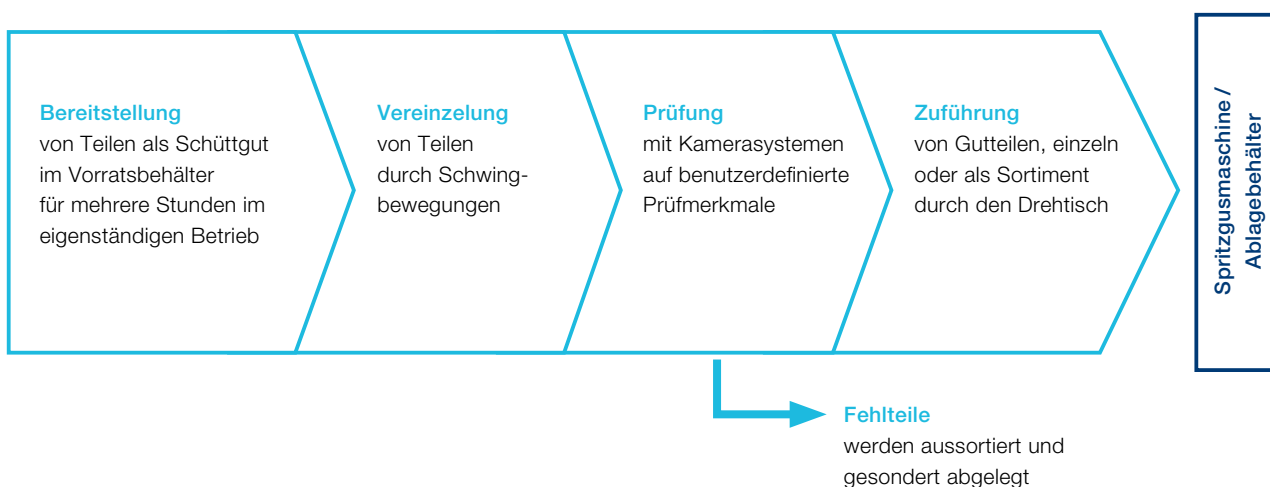 Bereitstellung
von Teilen als Schüttgut
im Vorratsbehälter
für mehrere Stunden im
eigenständigen Betrieb
Vereinzelung
von Teilen
durch Schwing-
bewegungen
Prüfung
mit Kamerasystemen
auf benutzerdefinierte
Prüfmerkmale
Zuführung
von Gutteilen, einzeln
oder als Sortiment
durch den Drehtisch
Spritzgusmaschine /
Ablagebehälter
Fehlteile
werden aussortiert und
gesondert abgelegt